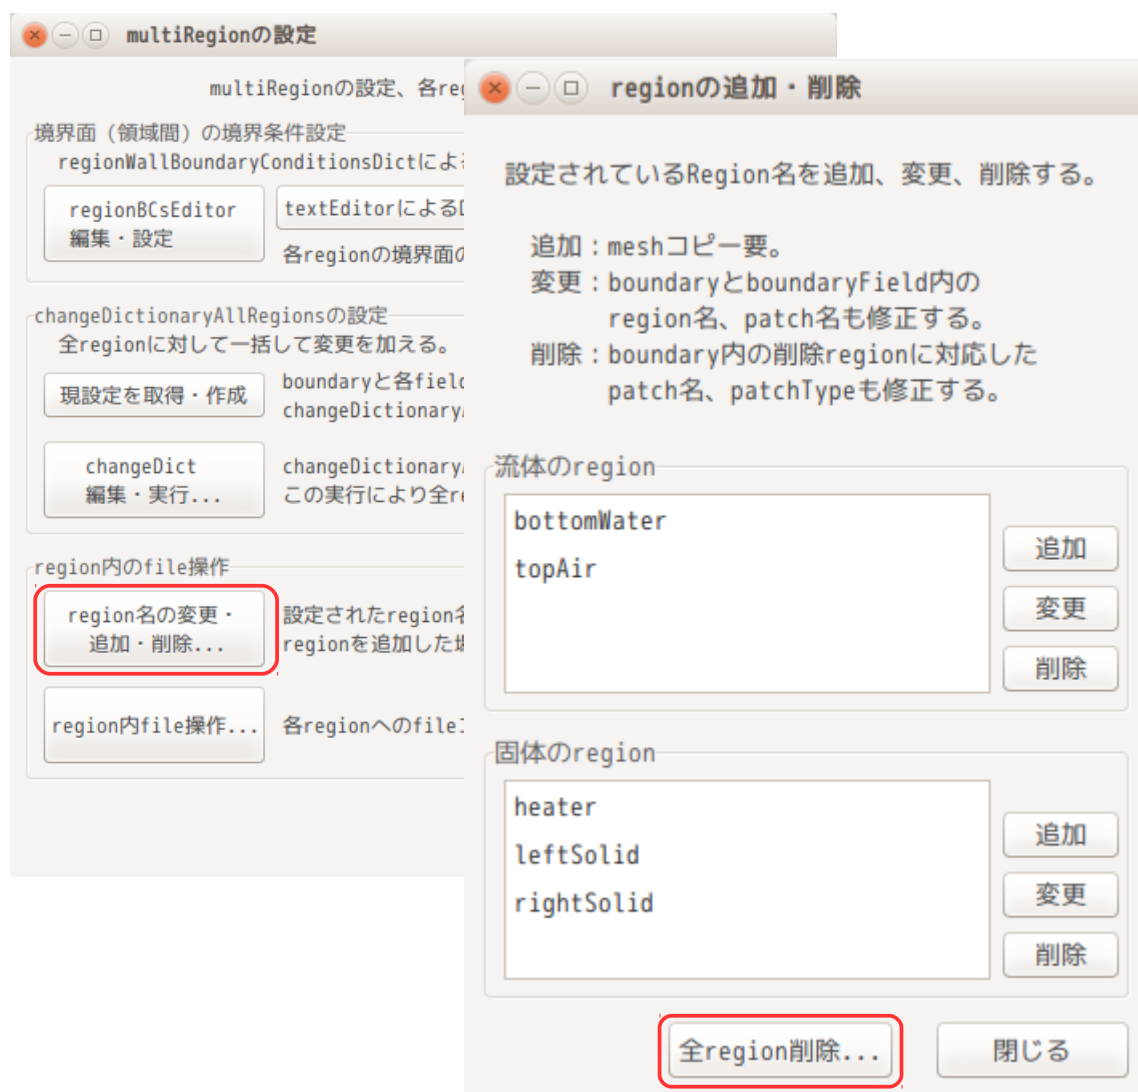 multiRegionの設定
multiRegionの設定、各reg
境界面（領域間）の境界条件設定
regionWallBoundaryConditionsDictによる
regionBCsEditor
編集・設定
textEditorによるD
各regionの境界面の
changeDictionaryAllRegionsの設定
全regionに対して一括して変更を加える。
現設定を取得・作成
boundaryと各field
changeDictionaryA
changeDict
編集・実行...
changeDictionaryA
この実行により全re
region内のfile操作
region名の変更・
追加・削除...
設定されたregion名
regionを追加した場
region内file操作...
各regionへのfileコ
regionの追加・削除
設定されているRegion名を追加、変更、削除する。
追加：meshコピー要。
変更：boundaryとboundaryField内の
region名、patch名も修正する。
削除：boundary内の削除regionに対応した
patch名、patchTypeも修正する。
流体のregion
bottomWater
topAir
追加
変更
削除
固体のregion
heater
leftSolid
rightSolid
追加
変更
削除
全region削除...
閉じる